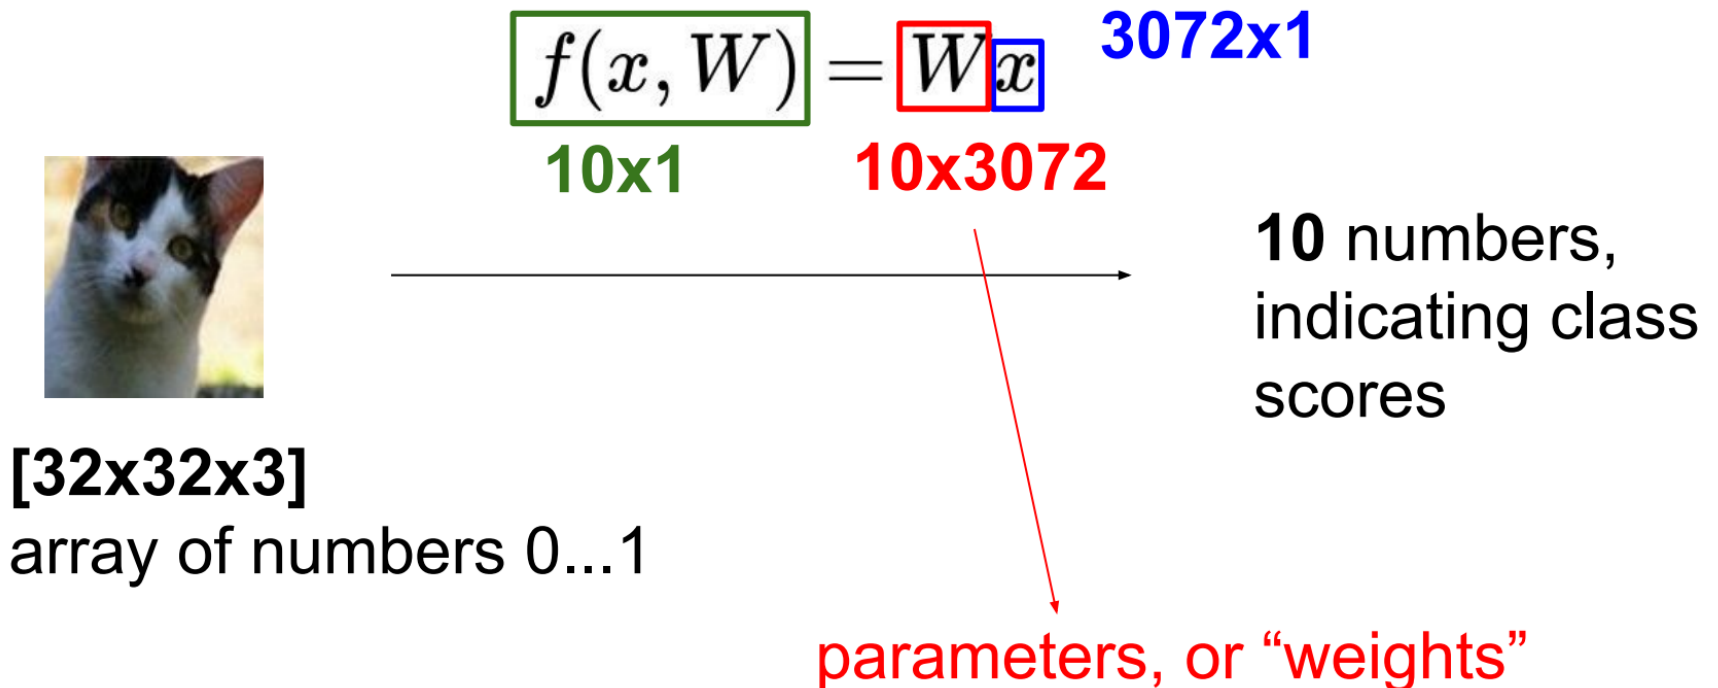 f(x, W) = Wx
3072x1
10x1
10x3072
10 numbers,
indicating class
scores
[32x32x3]
array of numbers 0...1
parameters, or “weights”